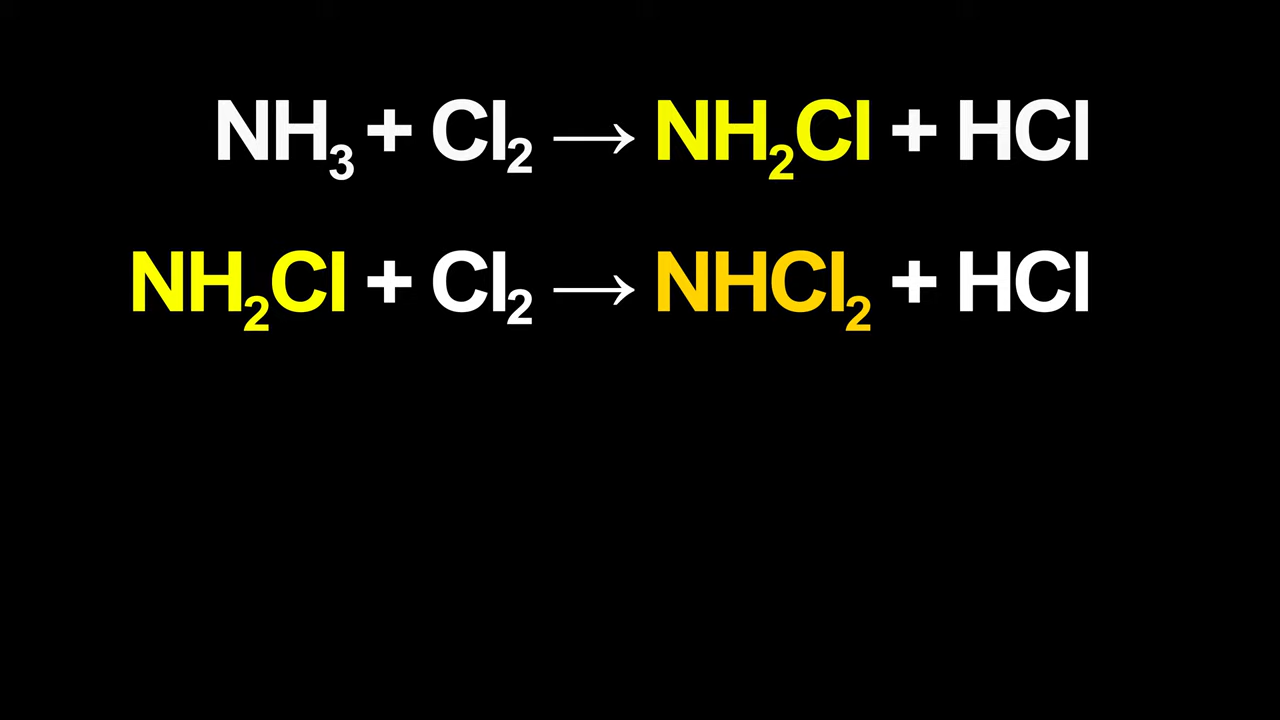 NH₃ + Cl₂ → NH₂Cl + HCl
NH₂Cl + Cl₂ → NHCl₂ + HCl